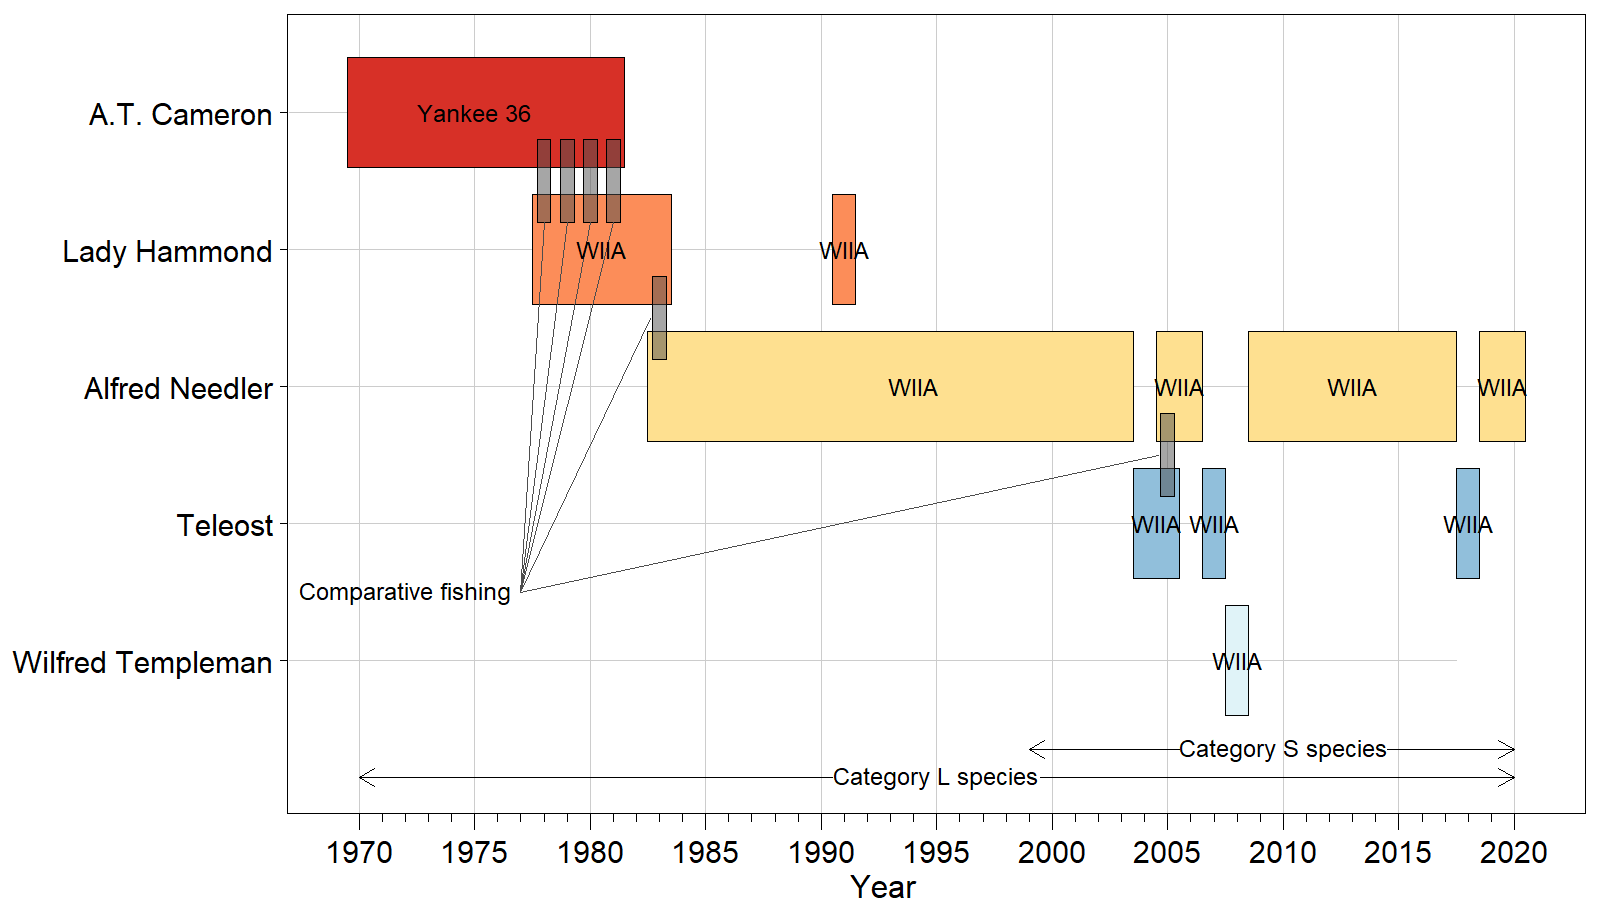 A.T. Cameron
Yankee 36
Lady Hammond
WIIA
WIIA
Alfred Needler
WIIA
WIIA
WIIA
WIIA
Teleost
WIIA
WIIA
WIIA
Comparative fishing
Wilfred Templeman
WIIA
Category S species
Category L species
1970 1975 1980 1985 1990 1995 2000 2005 2010 2015 2020
Year